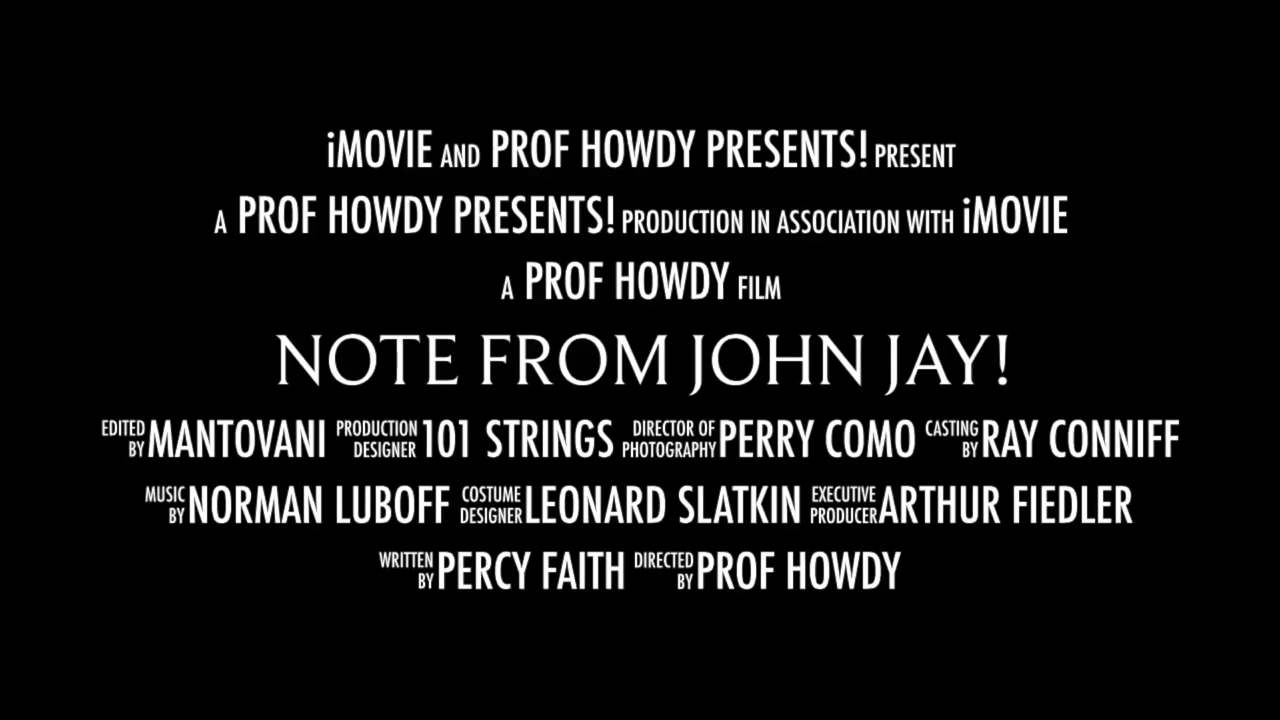 iMOVIE AND PROF HOWDY PRESENTS! PRESENT
A PROF HOWDY PRESENTS! PRODUCTION IN ASSOCIATION WITH iMOVIE
A PROF HOWDY FILM
NOTE FROM JOHN JAY!
EDITED BY MANTOVANI PRODUCTION DESIGNER 101 STRINGS DIRECTOR OF PHOTOGRAPHY PERRY COMO CASTING BY RAY CONNIFF
MUSIC BY NORMAN LUBOFF COSTUME DESIGNER LEONARD SLATKIN EXECUTIVE PRODUCER ARTHUR FIEDLER
WRITTEN BY PERCY FAITH DIRECTED BY PROF HOWDY